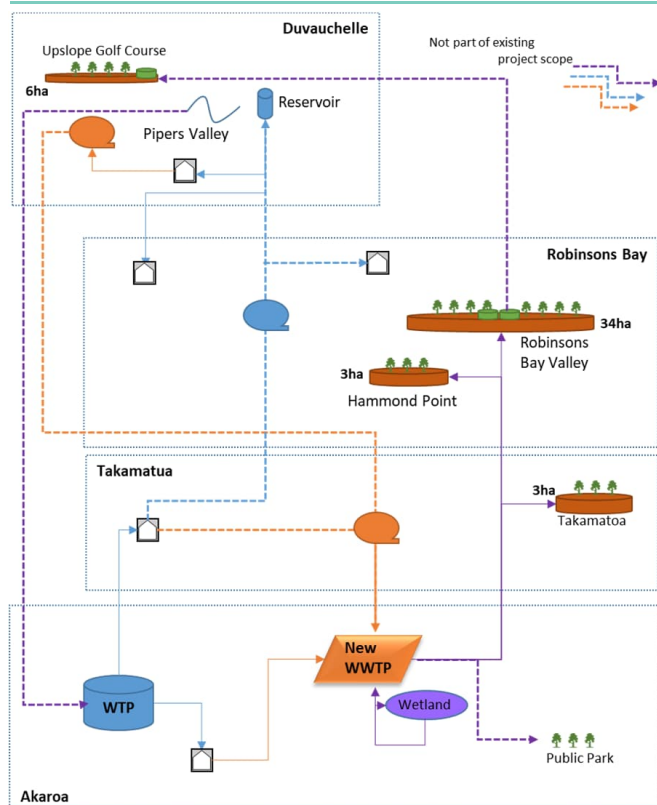 Duvauchelle
Upslope Golf Course
6ha
Reservoir
Pipers Valley
Not part of existing
project scope
Robinsons Bay
34ha
Robinsons
Bay Valley
3ha
Hammond Point
Takamatua
3ha
Takamatoa
New
WWTP
WTP
Wetland
Public Park
Akaroa